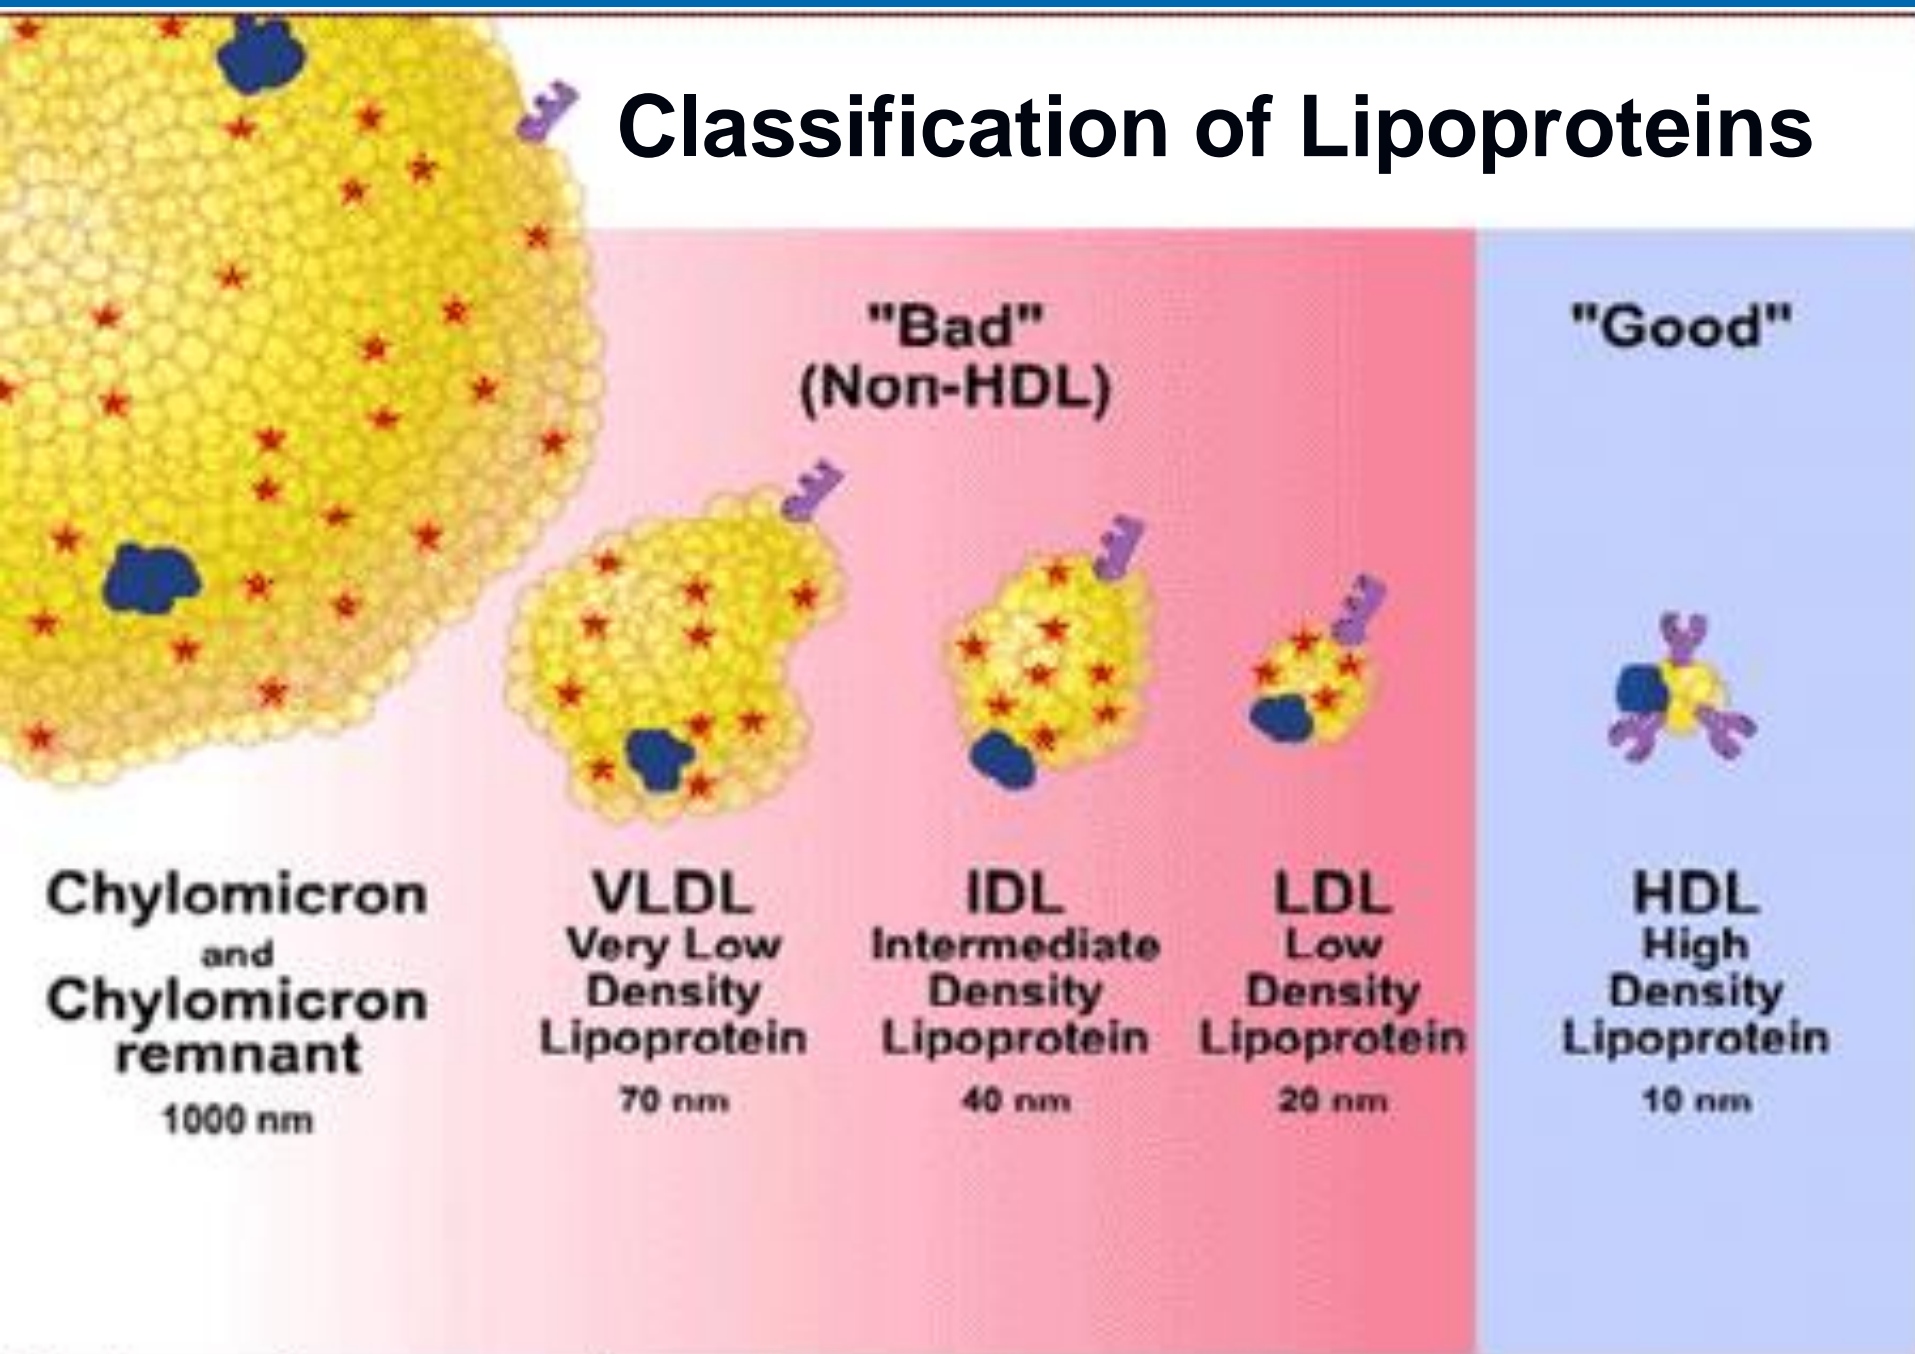 Classification of Lipoproteins
"Bad"
(Non-HDL)
"Good"
Chylomicron
and
Chylomicron
remnant
1000 nm
VLDL
Very Low
Density
Lipoprotein
70 nm
IDL
Intermediate
Density
Lipoprotein
40 nm
LDL
Low
Density
Lipoprotein
20 nm
HDL
High
Density
Lipoprotein
10 nm